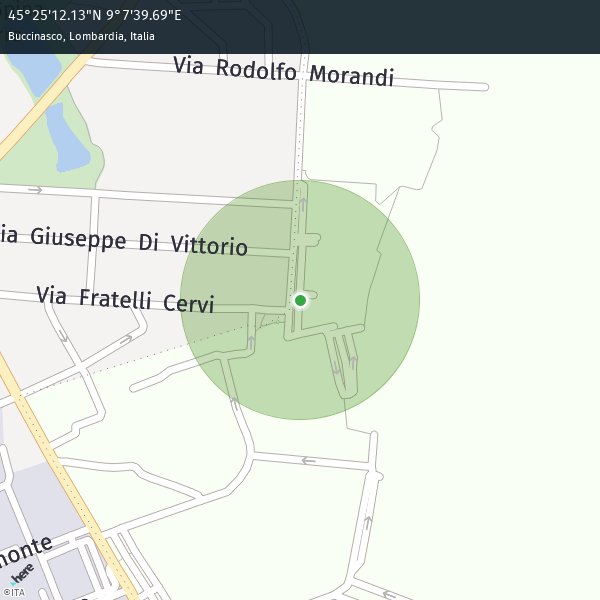 45°25'12.13"N 9°7'39.69"E
Buccinasco, Lombardia, Italia
Via Rodolfo Morandi
ia Giuseppe Di Vittorio
Via Fratelli Cervi
monte
here
©ITA